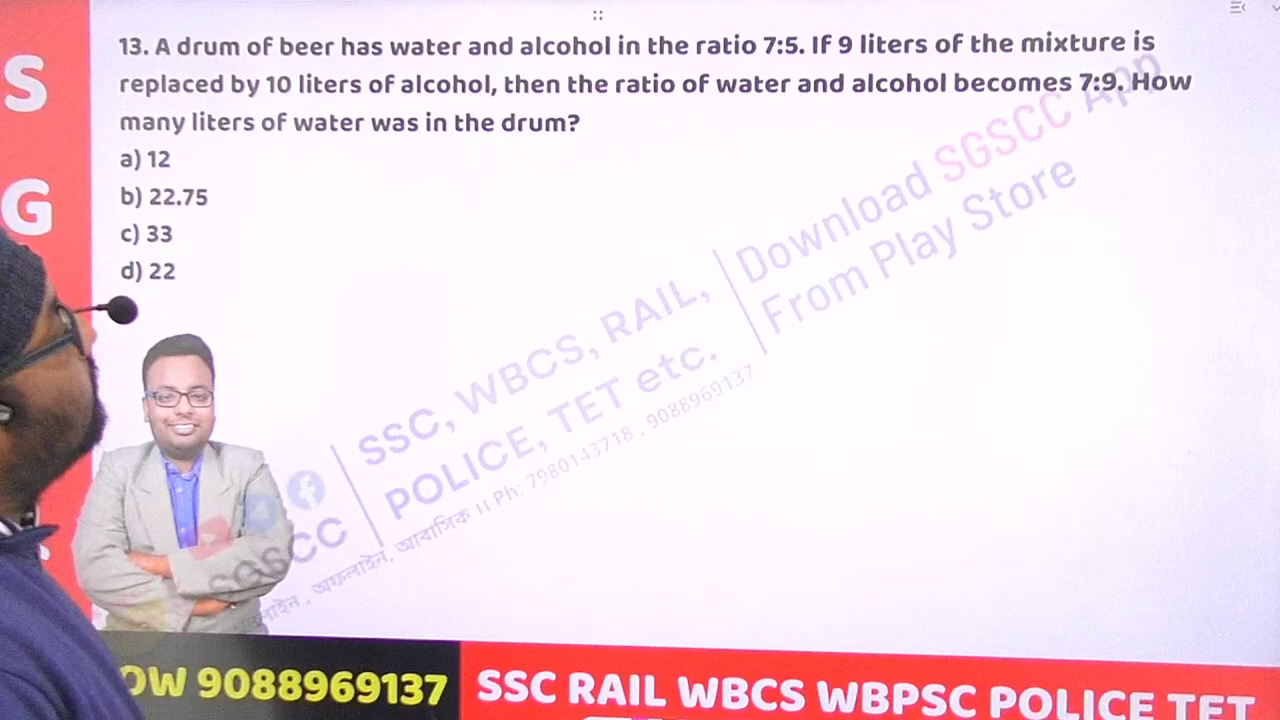 S
G
13. A drum of beer has water and alcohol in the ratio 7:5. If 9 liters of the mixture is
replaced by 10 liters of alcohol, then the ratio of water and alcohol becomes 7:9. How
many liters of water was in the drum?
a) 12
b) 22.75
c) 33
d) 22
Download SGSCC App
From Play Store
SSC, WBCS, RAIL,
POLICE, TET etc.
SGSCC
অফলাইন, আবাসিক ।। Ph: 7980143718 , 9088969137
OW 9088969137
SSC RAIL WBCS WBPSC POLICE TET